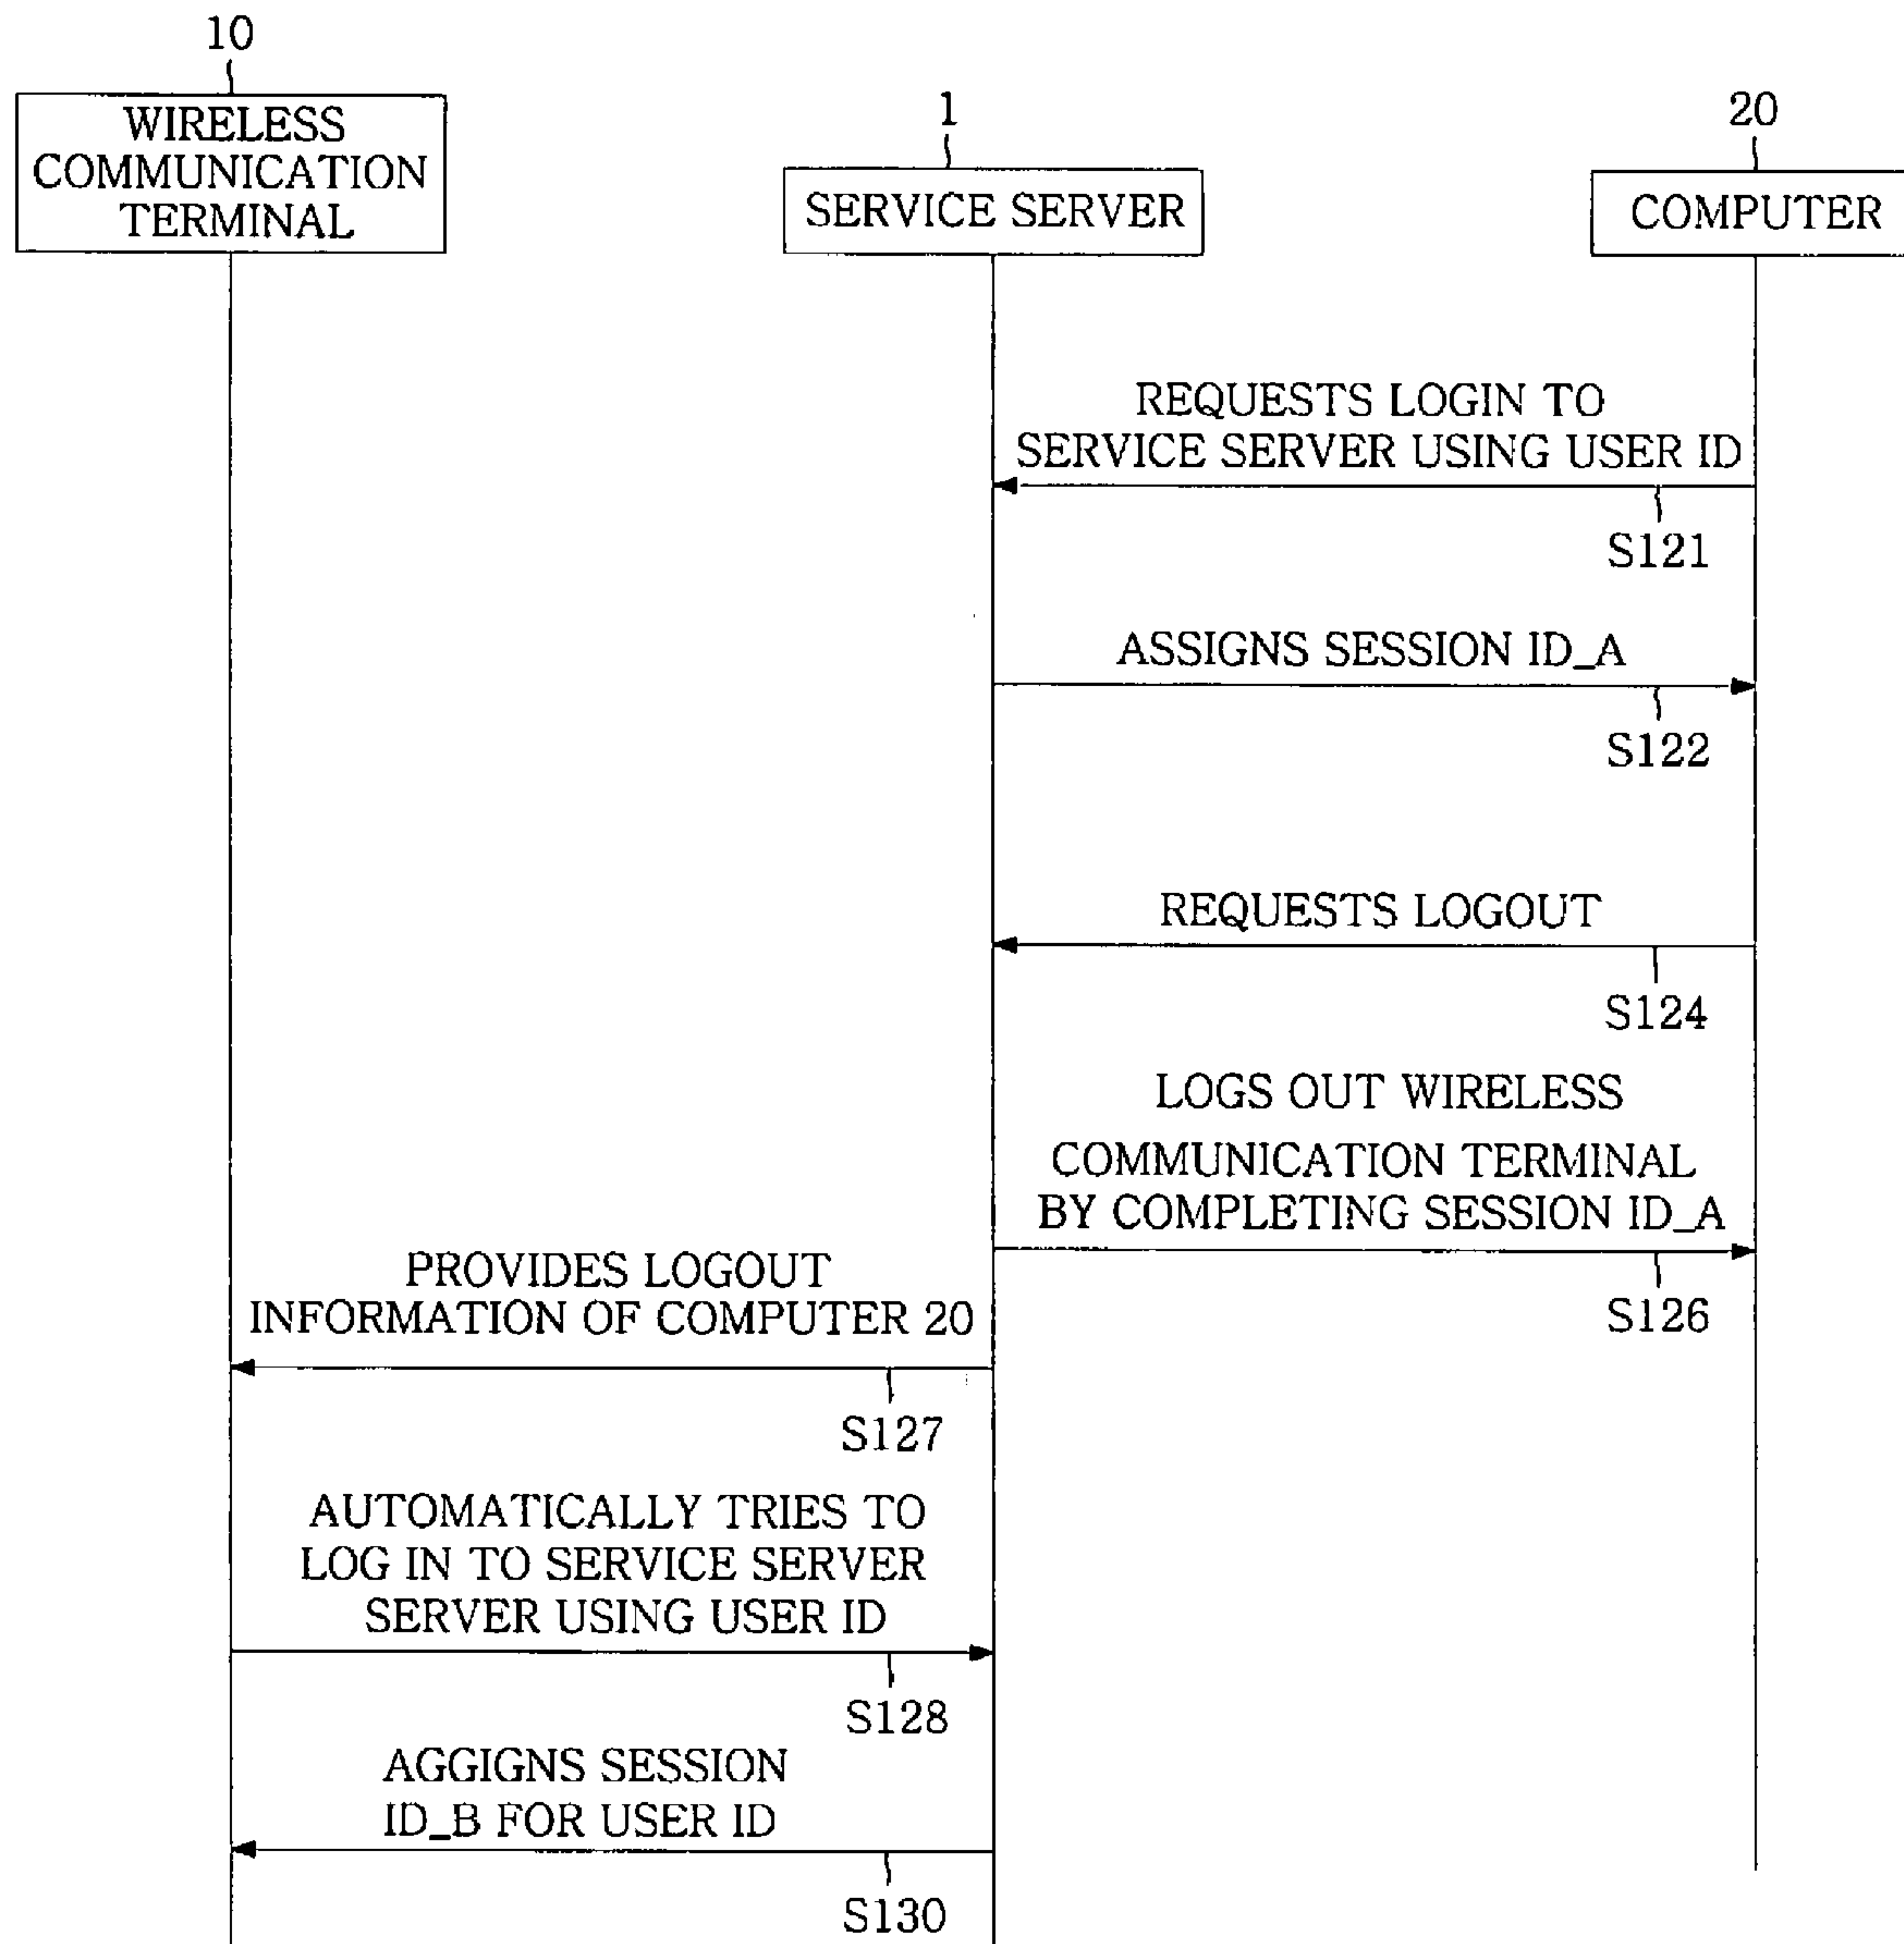 10
WIRELESS
COMMUNICATION
TERMINAL
1
SERVICE SERVER
20
COMPUTER
REQUESTS LOGIN TO
SERVICE SERVER USING USER ID
S121
ASSIGNS SESSION ID_A
S122
REQUESTS LOGOUT
S124
LOGS OUT WIRELESS
COMMUNICATION TERMINAL
BY COMPLETING SESSION ID_A
S126
PROVIDES LOGOUT
INFORMATION OF COMPUTER 20
S127
AUTOMATICALLY TRIES TO
LOG IN TO SERVICE SERVER
SERVER USING USER ID
S128
AGGIGNS SESSION
ID_B FOR USER ID
S130